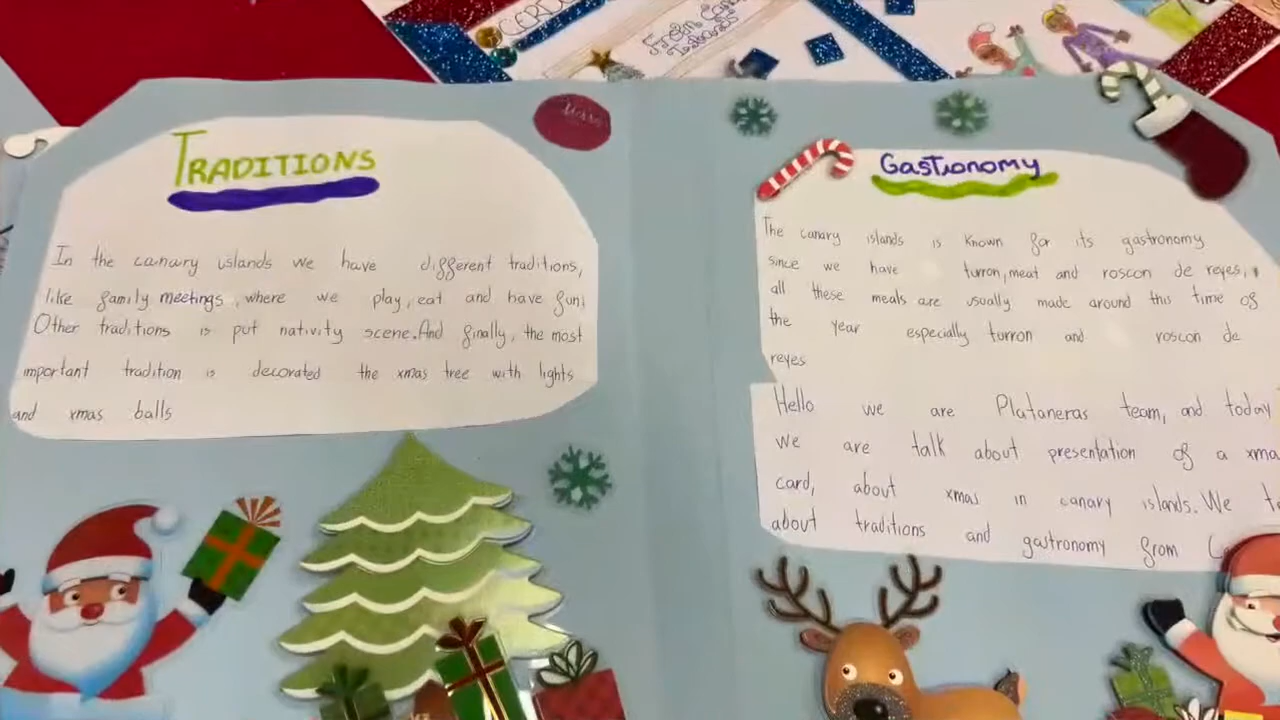 CERDO
From Canary
Islands
TRADITIONS
In the canary islands we have different traditions,
like family meetings, where we play, eat and have fun.
Other traditions is put nativity scene. And finally, the most
important tradition is decorated the xmas tree with lights
and xmas balls
Gastronomy
The canary islands is known for its gastronomy
since we have turron, meat and roscon de reyes,
all these meals are usually made around this time of
the year especially turron and roscon de
reyes
Hello we are Plataneras team, and today
we are talk about presentation of a xma
card, about xmas in canary islands. We t
about traditions and gastronomy from